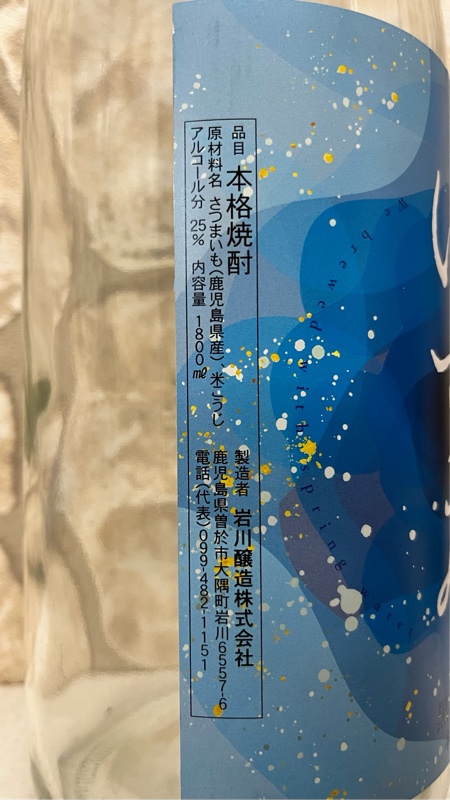 品目 本格焼酎
原材料名 さつまいも(鹿児島県産)、米こうじ
アルコール分 25% 内容量 1800ml
製造者 岩川醸造株式会社
鹿児島県曽於市大隅町岩川6557-6
電話(代表)099-482-1151
We brewed with spring water